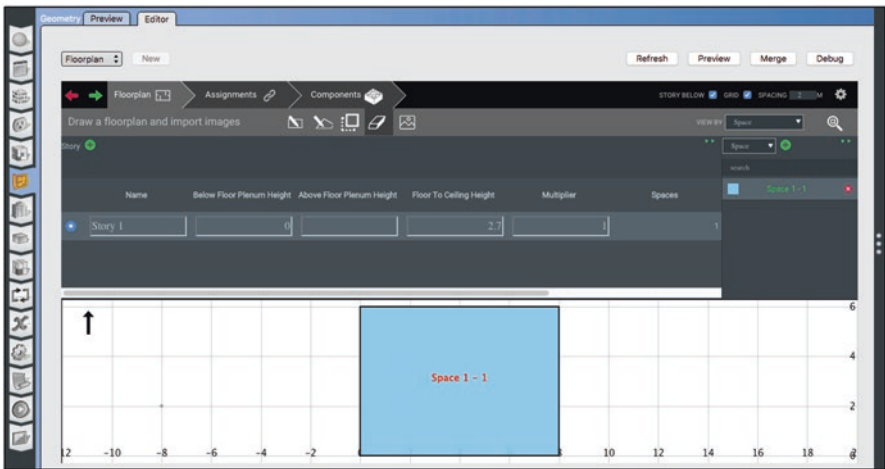 Geometry Preview Editor
Floorplan New Refresh Preview Merge Debug
Floorplan Assignments Components STORY BELOW GRID SPACING 2 M
Draw a floorplan and import images VIEW BY Space
Story Space
search
Name Below Floor Plenum Height Above Floor Plenum Height Floor To Ceiling Height Multiplier Spaces Space 1 - 1
Story 1 0 2.7 1 1
6
4
Space 1 - 1
2
12 -10 -8 -6 -4 -2 8 10 12 14 16 18